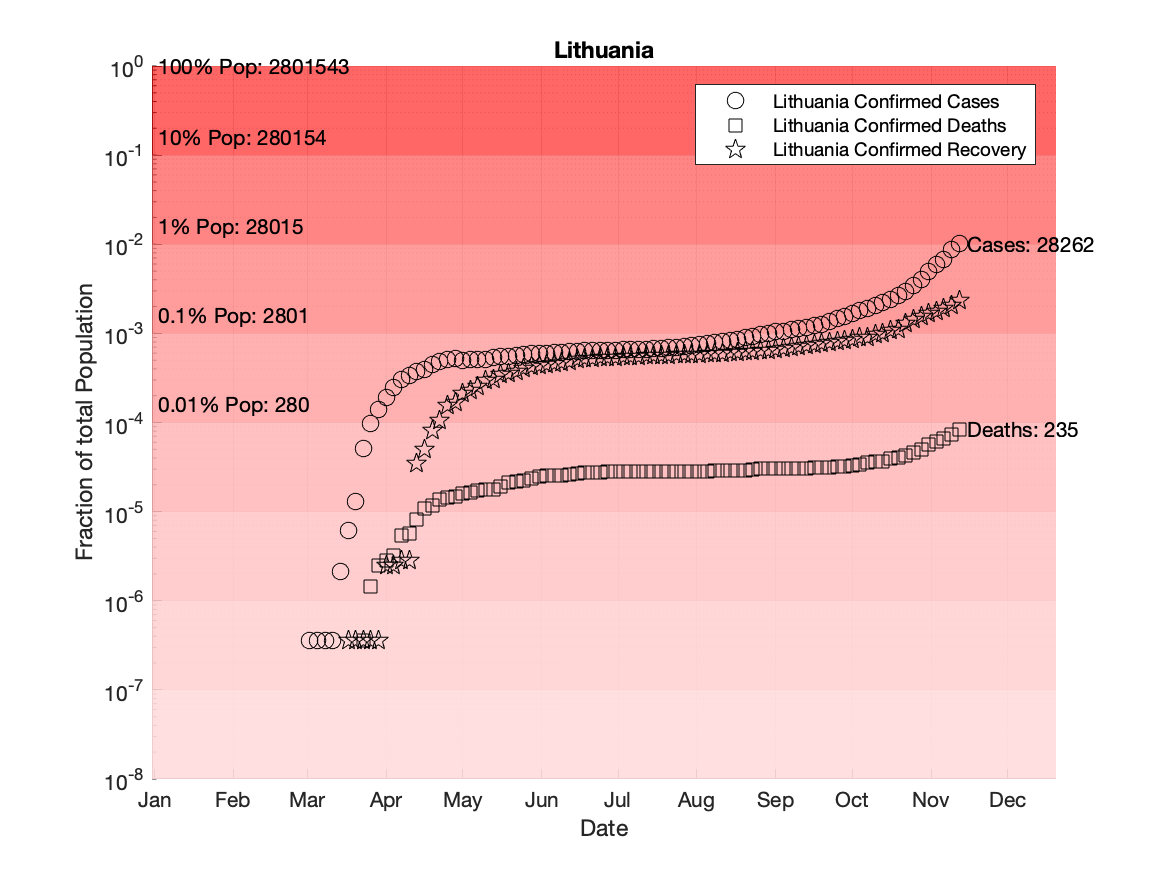 Lithuania
10^0
10^-1
10^-2
10^-3
10^-4
10^-5
10^-6
10^-7
10^-8
Fraction of total Population
100% Pop: 2801543
10% Pop: 280154
1% Pop: 28015
0.1% Pop: 2801
0.01% Pop: 280
Lithuania Confirmed Cases
Lithuania Confirmed Deaths
Lithuania Confirmed Recovery
Cases: 28262
Deaths: 235
Jan Feb Mar Apr May Jun Jul Aug Sep Oct Nov Dec
Date